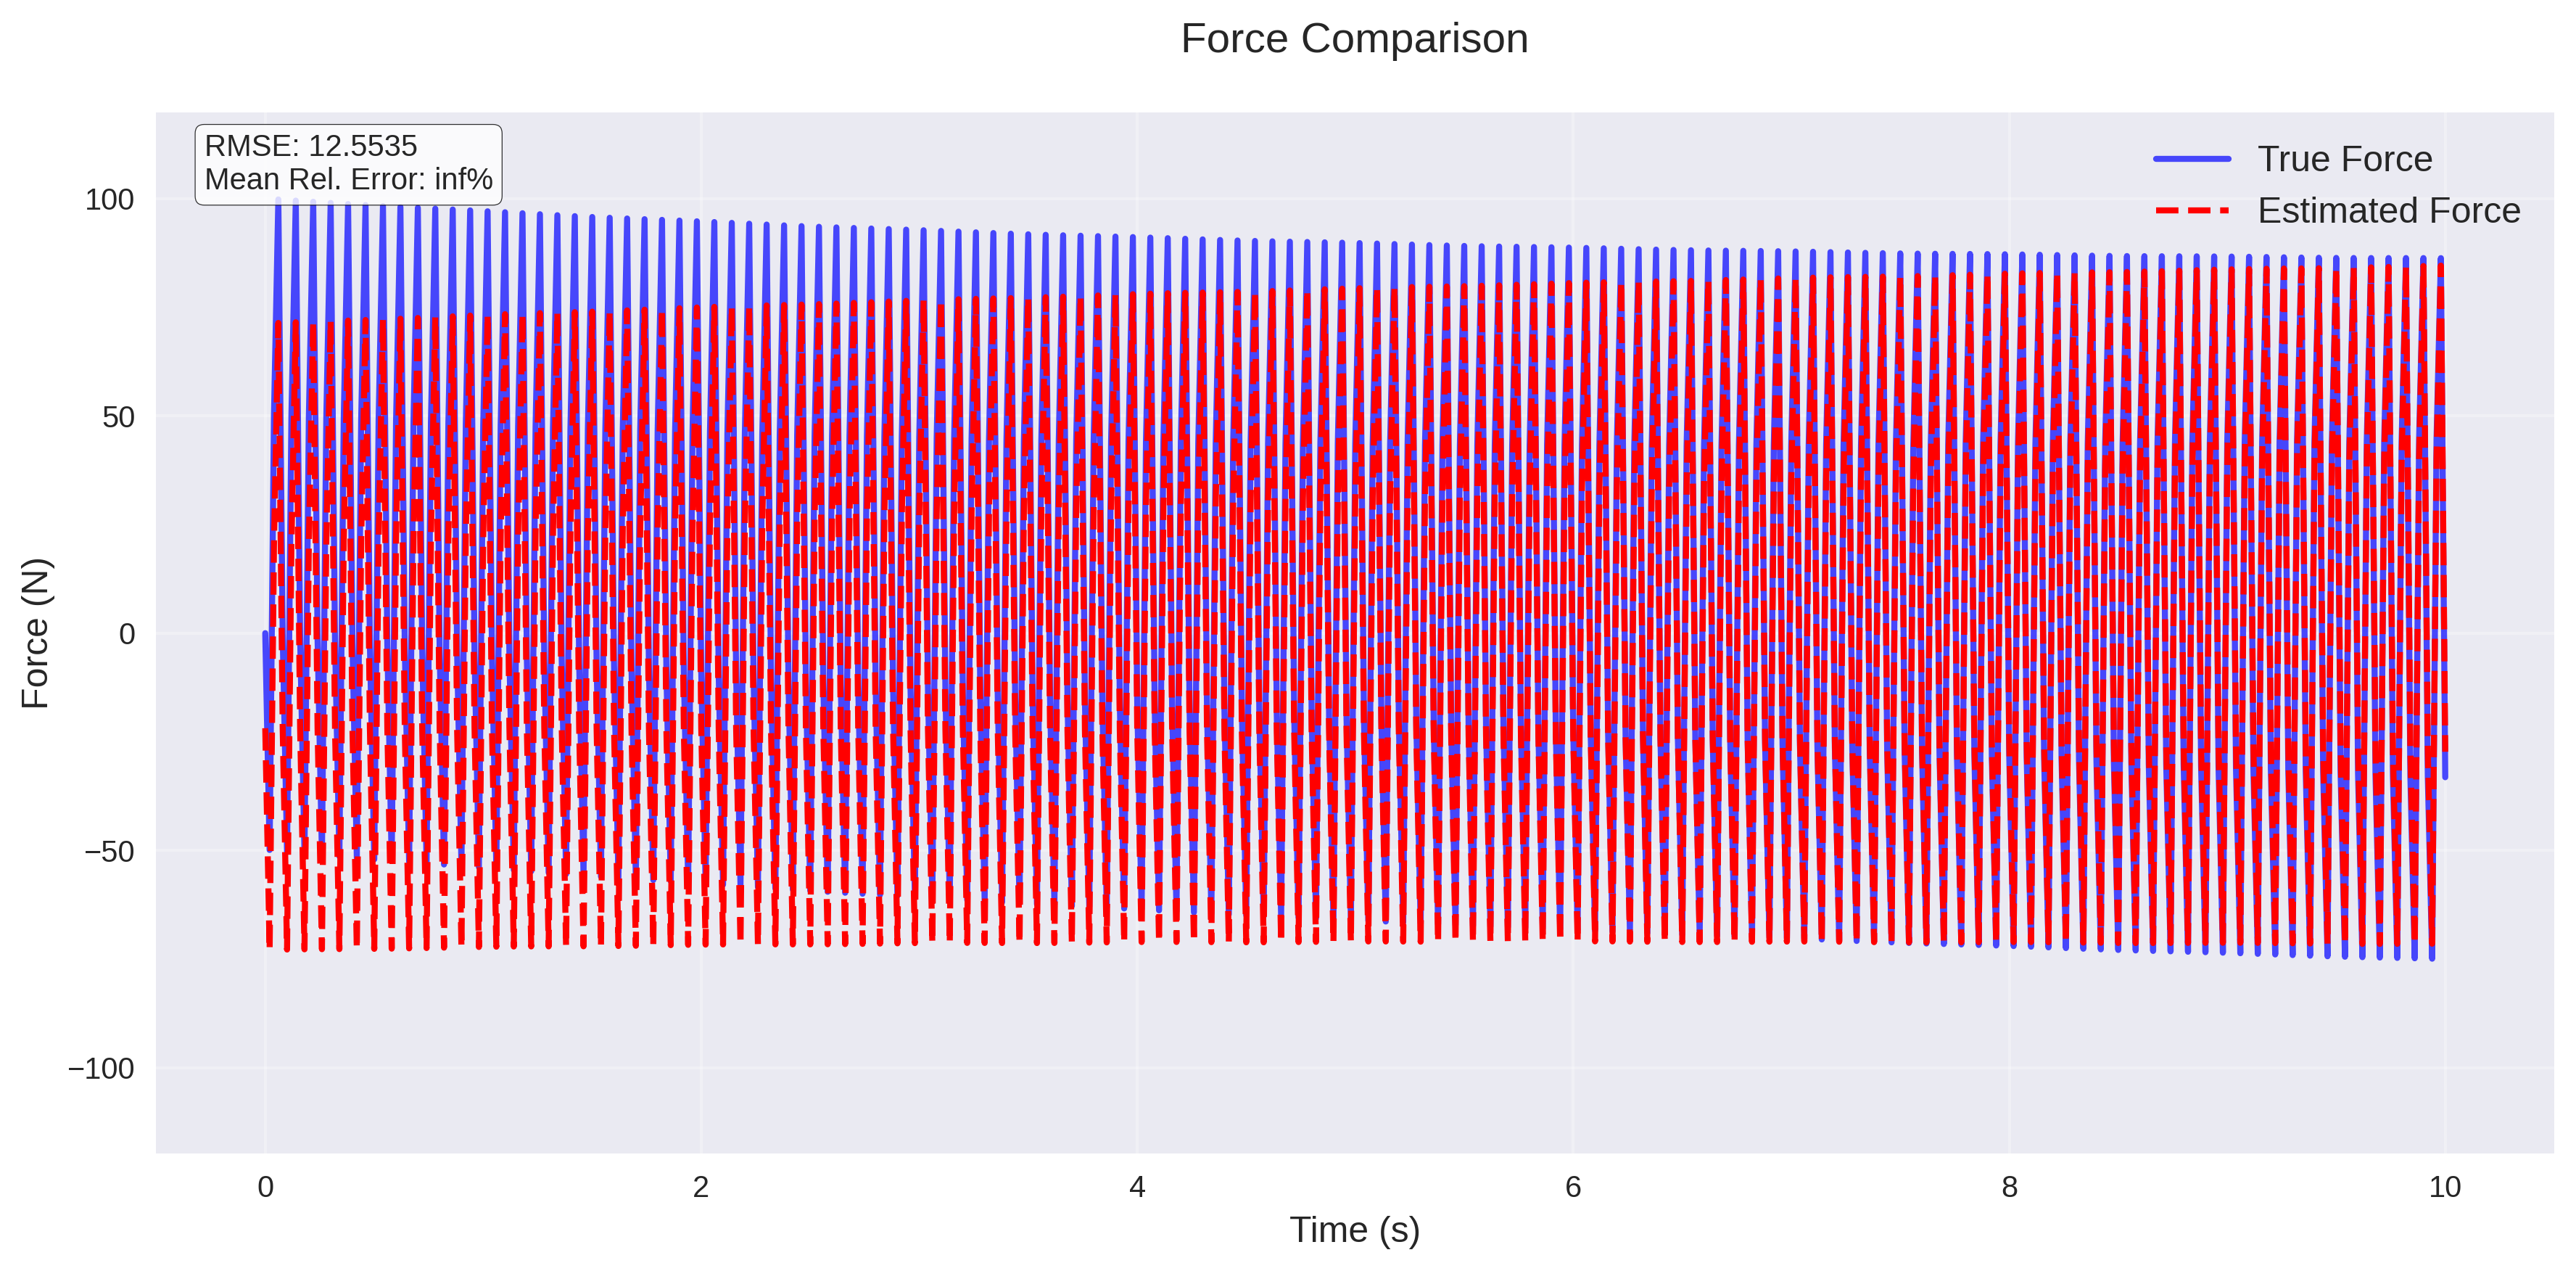 Force Comparison
RMSE: 12.5535
Mean Rel. Error: inf%
True Force
Estimated Force
100
50
0
−50
−100
Force (N)
0
2
4
6
8
10
Time (s)